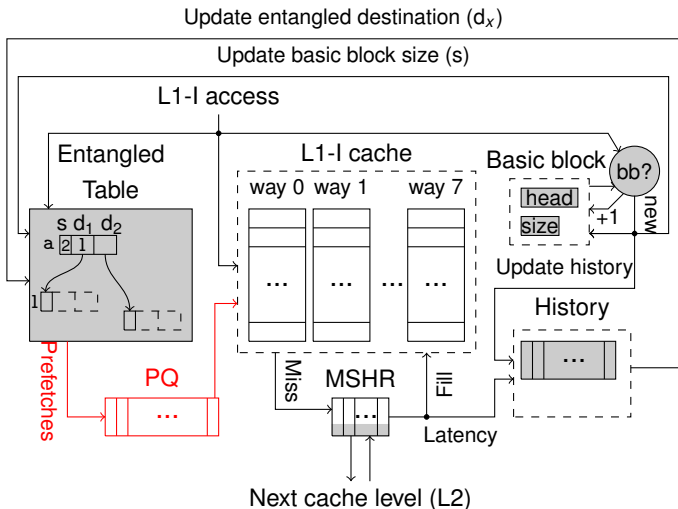 Update entangled destination (dx)
Update basic block size (s)
L1-I access
Entangled
Table
L1-I cache
way 0 way 1 way 7
Basic block
bb?
head
size
+1
new
s d1 d2
a 2 l
l
... ... ...
Update history
History
...
Prefetches
PQ
...
Miss
MSHR
...
Fill
Latency
Next cache level (L2)